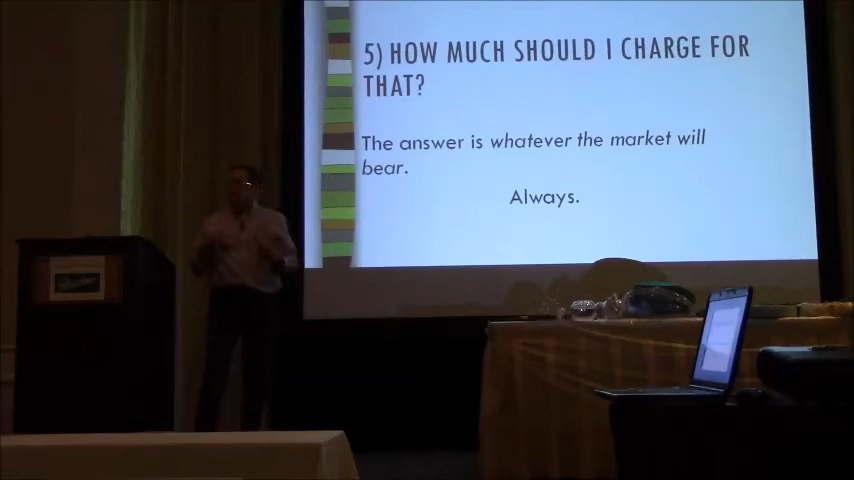 5) HOW MUCH SHOULD I CHARGE FOR
THAT?
The answer is whatever the market will
bear.
Always.